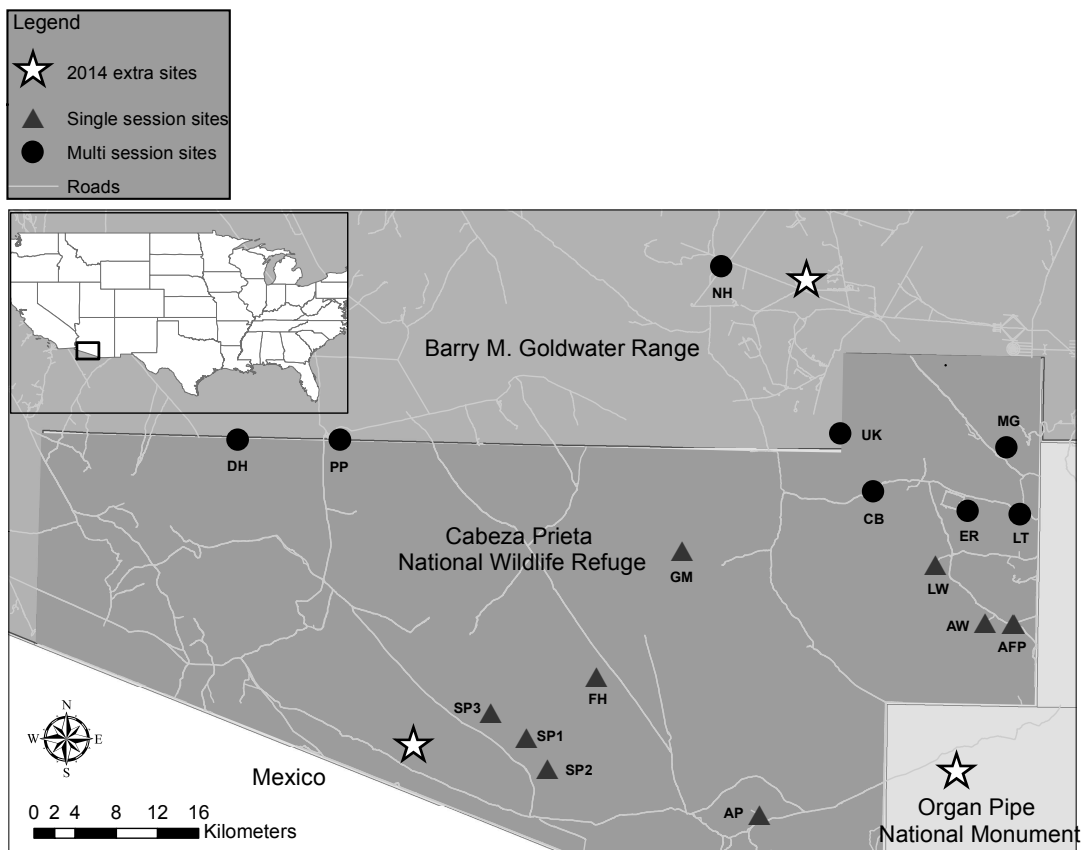 Legend
2014 extra sites
Single session sites
Multi session sites
Roads
NH
Barry M. Goldwater Range
UK
MG
DH
PP
CB
ER
LT
Cabeza Prieta
National Wildlife Refuge
GM
LW
AW
AFP
FH
SP3
SP1
SP2
N
W
E
S
Mexico
AP
Organ Pipe
National Monument
0 2 4 8 12 16
Kilometers